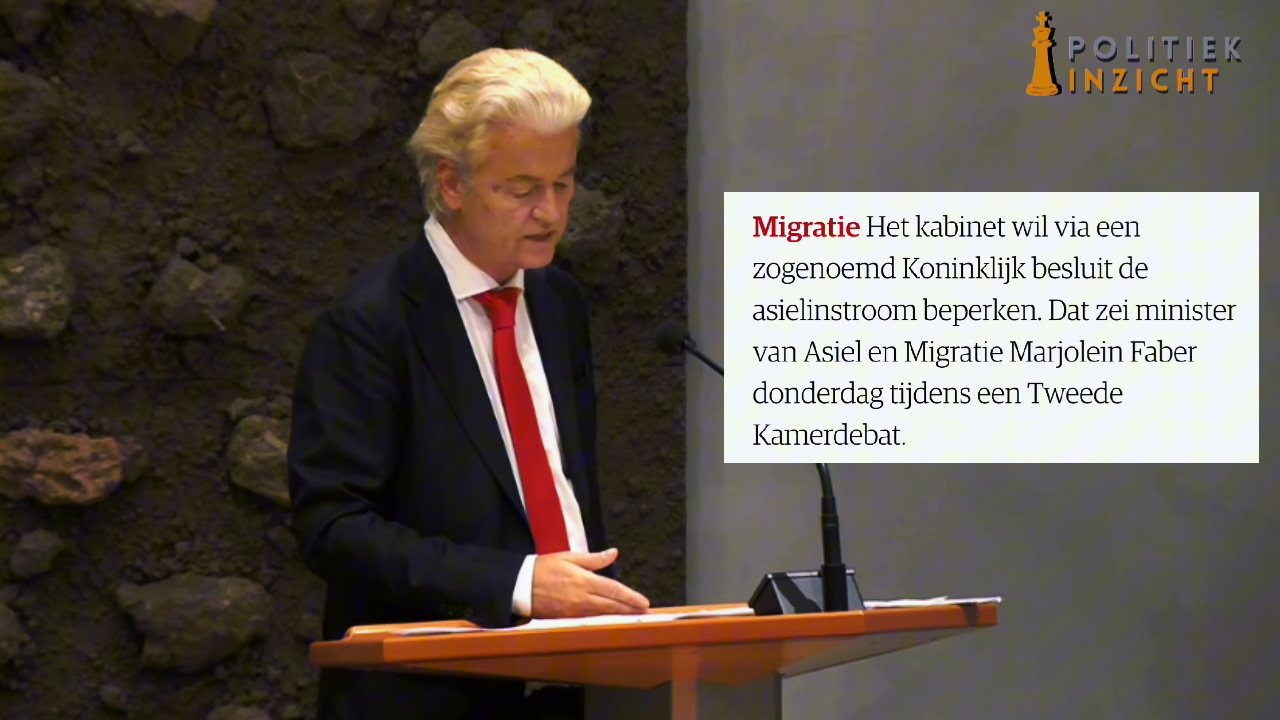 POLITIEK
INZICHT
Migratie Het kabinet wil via een
zogenoemd Koninklijk besluit de
asielinstroom beperken. Dat zei minister
van Asiel en Migratie Marjolein Faber
donderdag tijdens een Tweede
Kamerdebat.